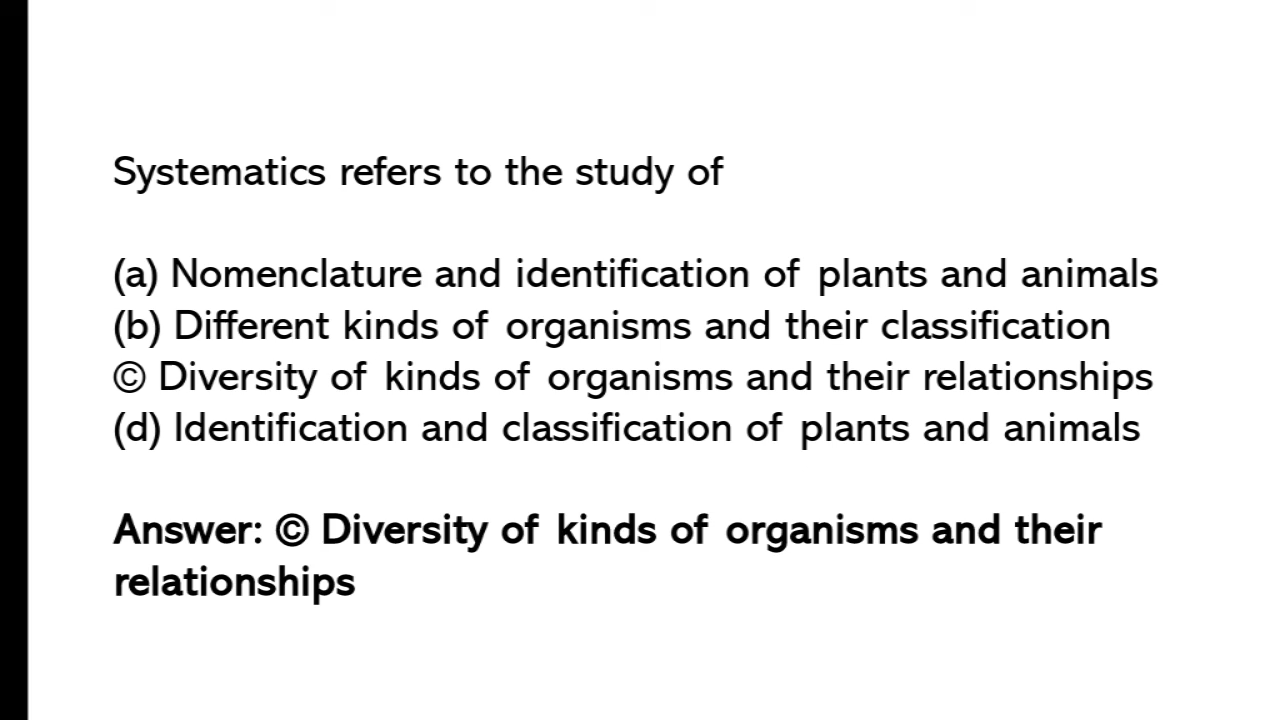 Systematics refers to the study of
(a) Nomenclature and identification of plants and animals
(b) Different kinds of organisms and their classification
© Diversity of kinds of organisms and their relationships
(d) Identification and classification of plants and animals
Answer: © Diversity of kinds of organisms and their
relationships